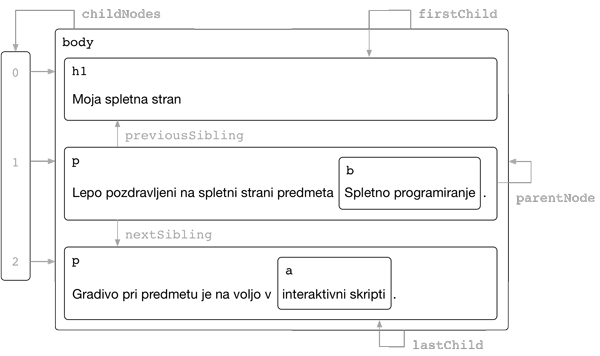 childNodes
firstChild
body
0
h1
Moja spletna stran
previousSibling
1
p
b
Lepo pozdravljeni na spletni strani predmeta Spletno programiranje .
parentNode
nextSibling
2
p
a
Gradivo pri predmetu je na voljo v interaktivni skripti .
lastChild